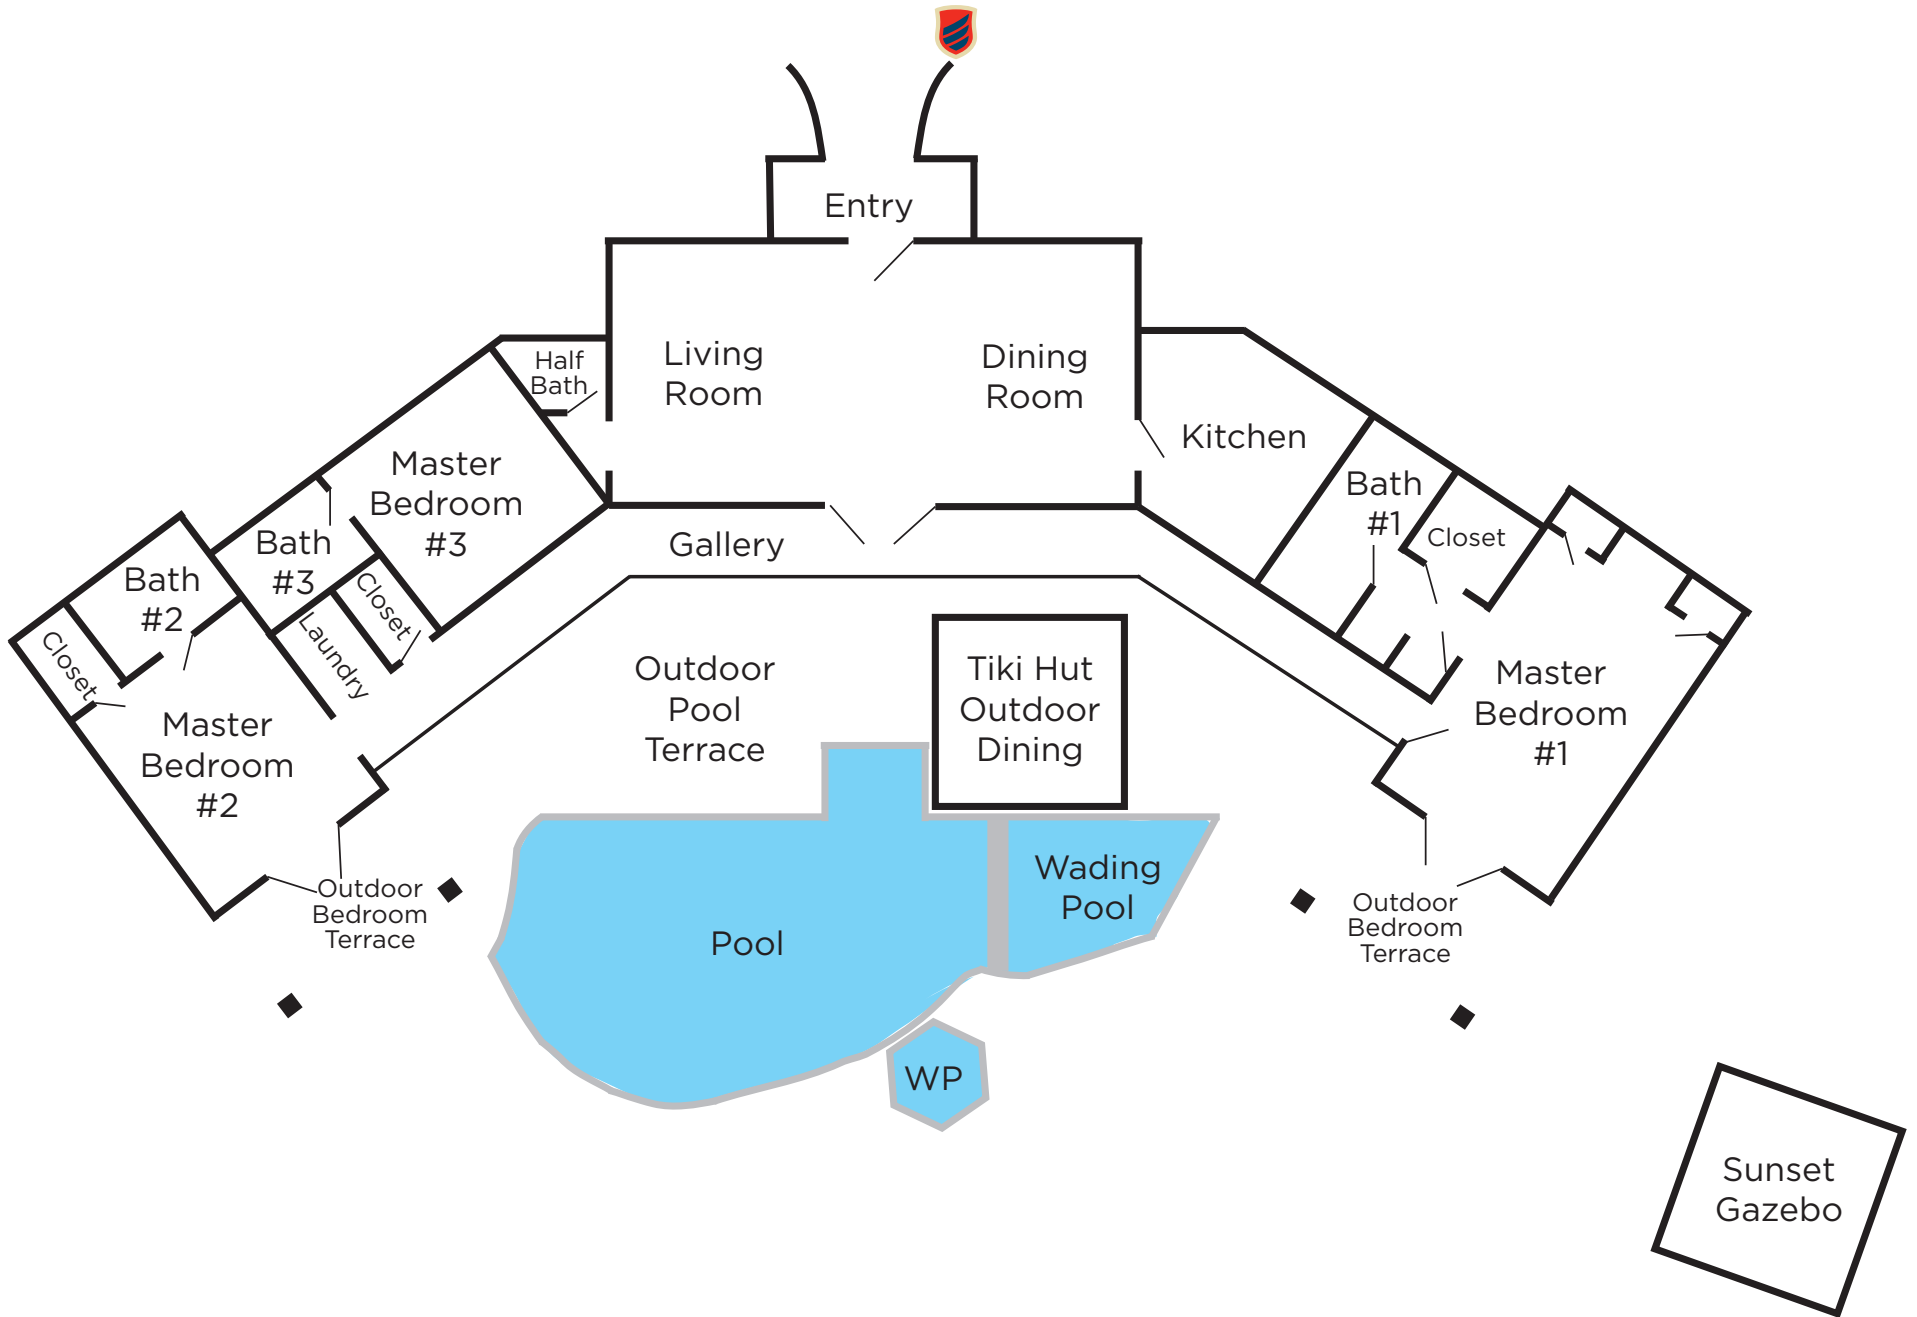 Entry
Half
Bath
Living
Room
Dining
Room
Kitchen
Master
Bedroom
#3
Bath
#1
Closet
Bath
#3
Gallery
Bath
#2
Closet
Laundry
Closet
Master
Bedroom
#2
Outdoor
Pool
Terrace
Tiki Hut
Outdoor
Dining
Master
Bedroom
#1
Wading
Pool
Pool
Outdoor
Bedroom
Terrace
Outdoor
Bedroom
Terrace
WP
Sunset
Gazebo